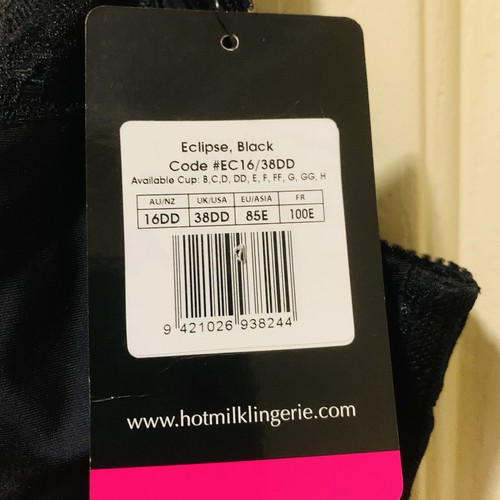 Eclipse, Black
Code #EC16/38DD
Available Cup: B,C,D, DD, E, F, FF, G, GG, H
AU/NZ UK/USA EU/ASIA FR
16DD 38DD 85E 100E
9 421026 938244
www.hotmilklingerie.com